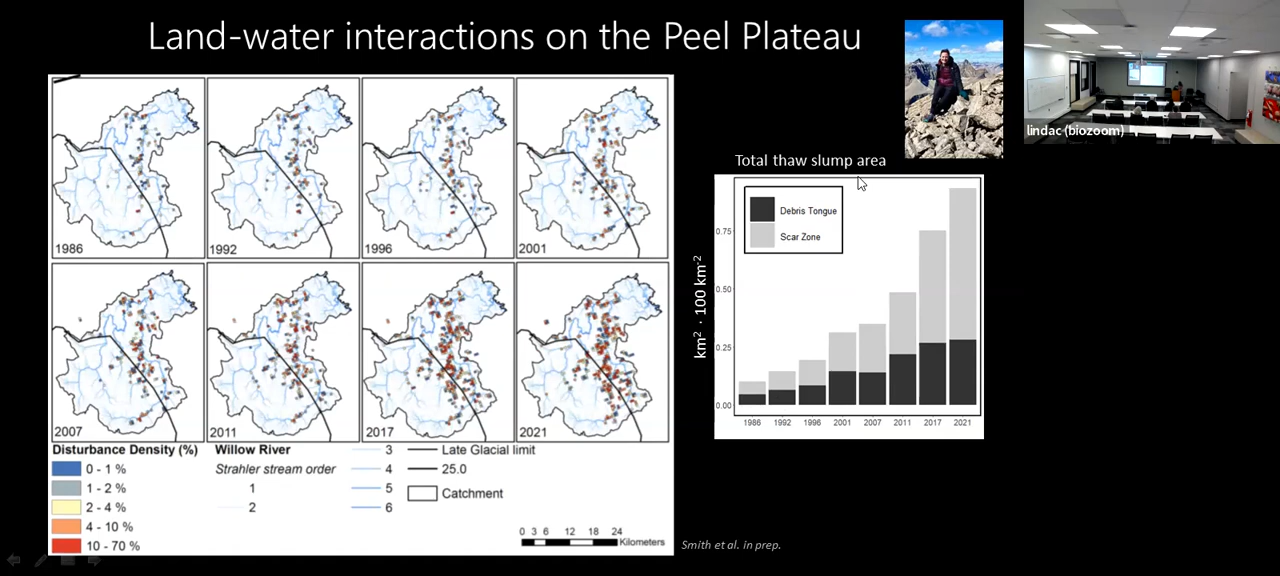 Land-water interactions on the Peel Plateau
lindac (biozoom)
1986
1992
1996
2001
2007
2011
2017
2021
Disturbance Density (%)
0 - 1 %
1 - 2 %
2 - 4 %
4 - 10 %
10 - 70 %
Willow River
Strahler stream order
1
2
3
4
5
6
Late Glacial limit
25.0
Catchment
0 3 6 12 18 24
Kilometers
Total thaw slump area
Debris Tongue
Scar Zone
km² · 100 km⁻²
0.75
0.50
0.25
0.00
1986 1992 1996 2001 2007 2011 2017 2021
Smith et al. in prep.